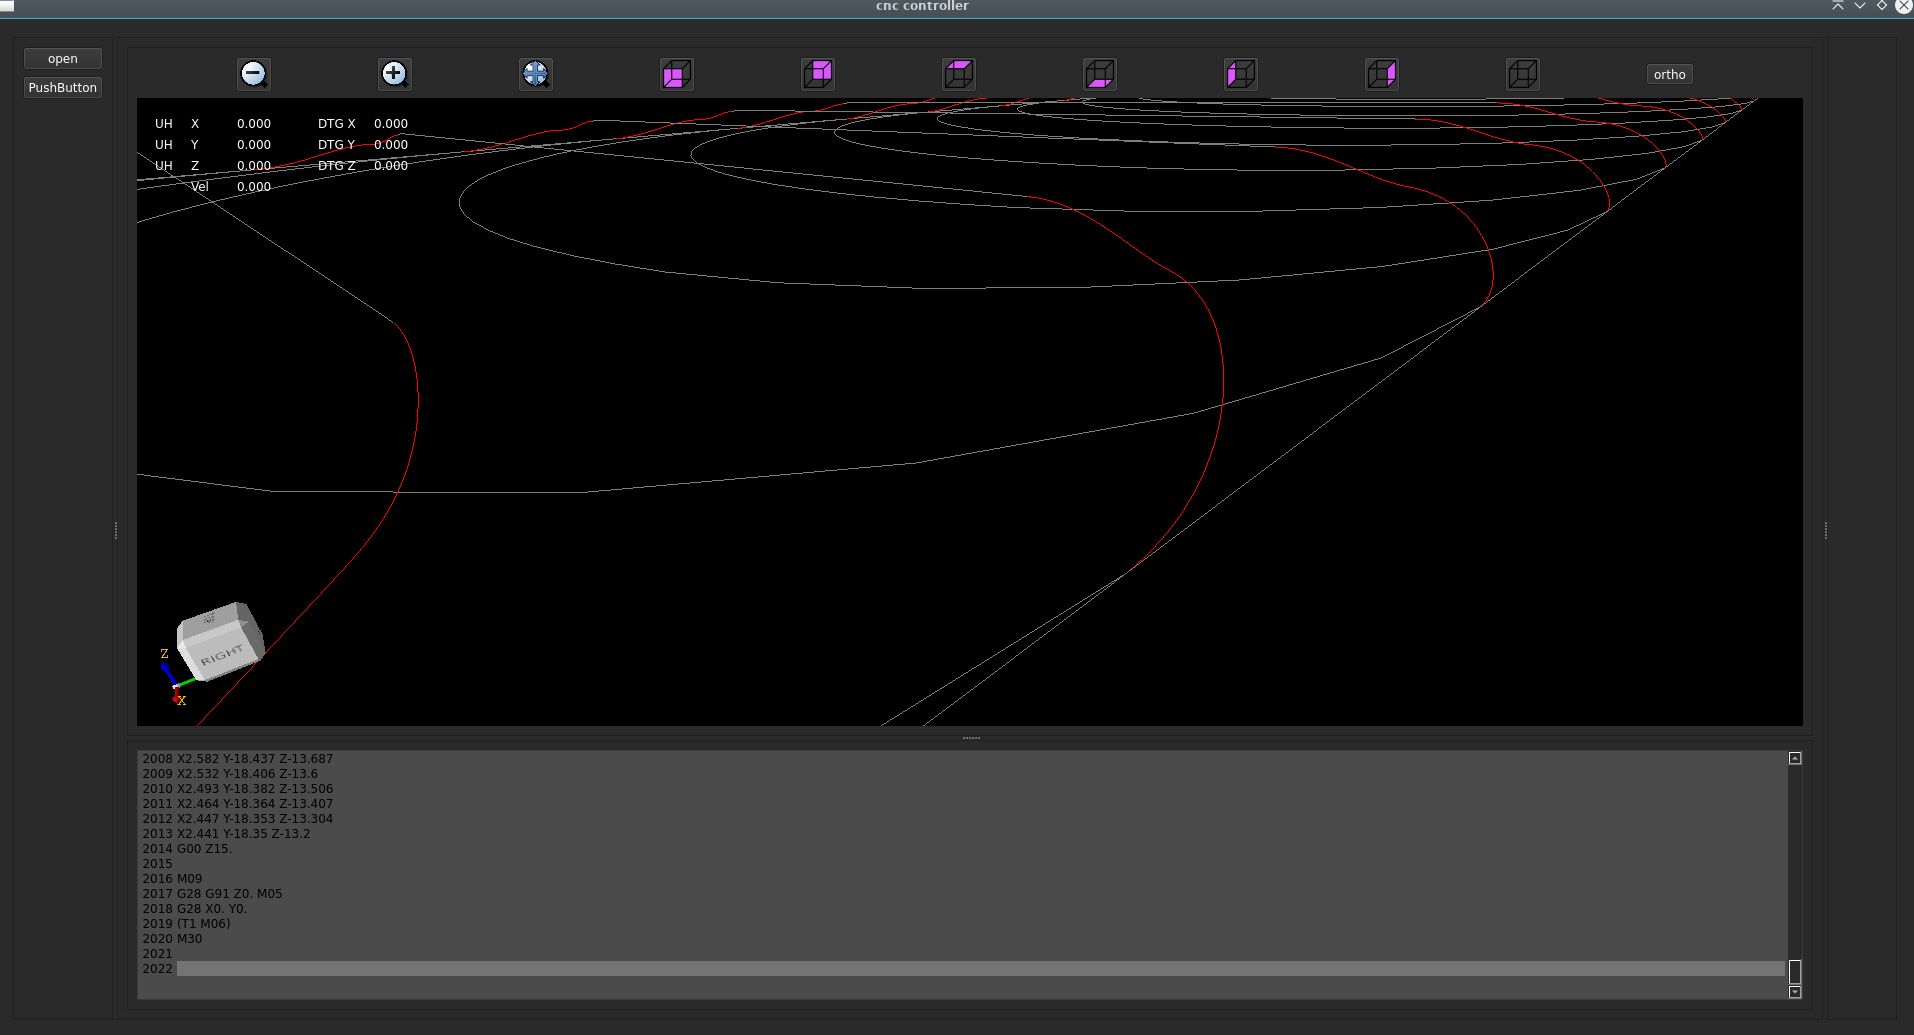 cnc controller
open
PushButton
ortho
UH X 0.000 DTG X 0.000
UH Y 0.000 DTG Y 0.000
UH Z 0.000 DTG Z 0.000
Vel 0.000
RIGHT
Z
X
2008 X2.582 Y-18.437 Z-13.687
2009 X2.532 Y-18.406 Z-13.6
2010 X2.493 Y-18.382 Z-13.506
2011 X2.464 Y-18.364 Z-13.407
2012 X2.447 Y-18.353 Z-13.304
2013 X2.441 Y-18.35 Z-13.2
2014 G00 Z15.
2015
2016 M09
2017 G28 G91 Z0. M05
2018 G28 X0. Y0.
2019 (T1 M06)
2020 M30
2021
2022